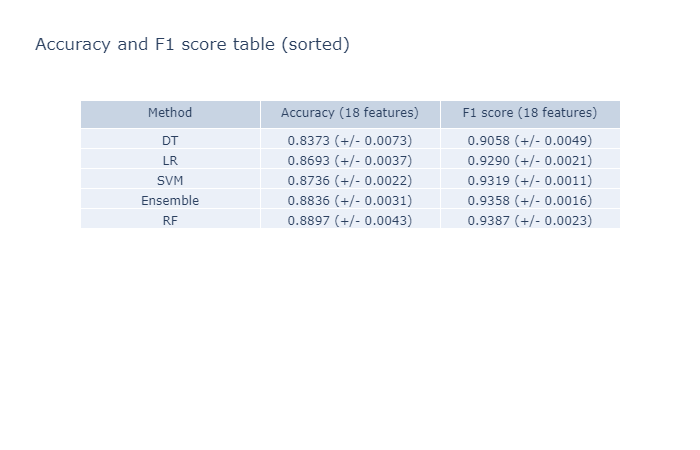 Accuracy and F1 score table (sorted)
Method Accuracy (18 features) F1 score (18 features)
DT 0.8373 (+/- 0.0073) 0.9058 (+/- 0.0049)
LR 0.8693 (+/- 0.0037) 0.9290 (+/- 0.0021)
SVM 0.8736 (+/- 0.0022) 0.9319 (+/- 0.0011)
Ensemble 0.8836 (+/- 0.0031) 0.9358 (+/- 0.0016)
RF 0.8897 (+/- 0.0043) 0.9387 (+/- 0.0023)